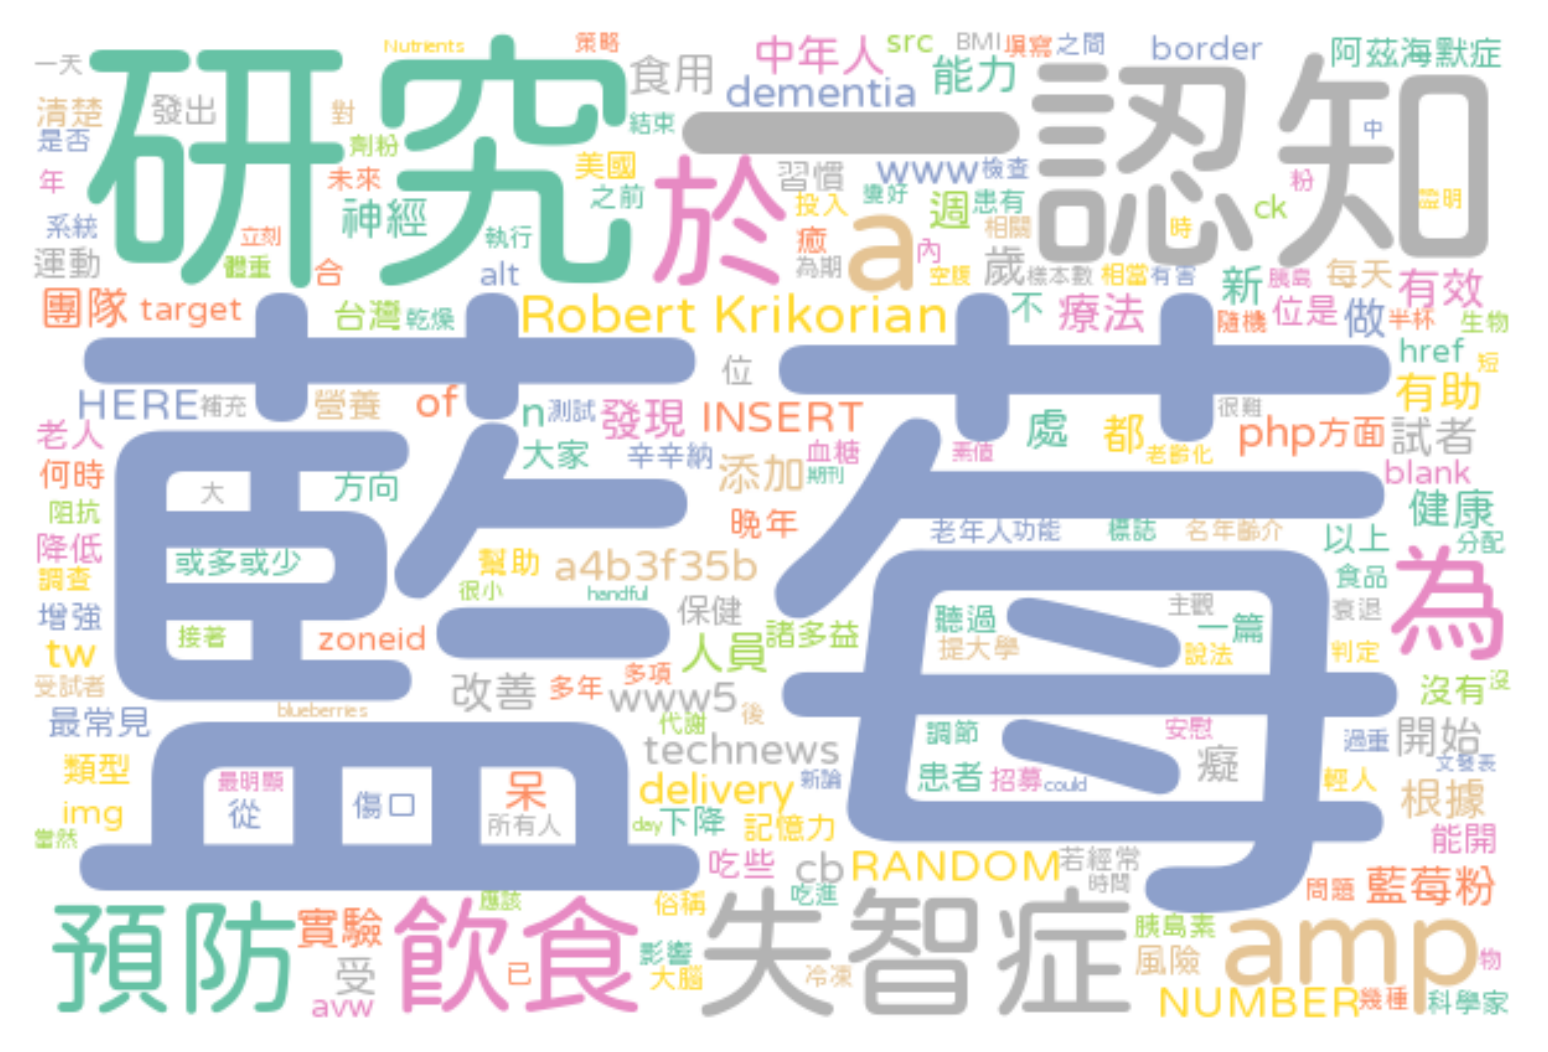 一天
Nutrients
策略
食用
中年人
src
BMI
填寫
之間
border
阿茲海默症
清楚
發出
研究
對
劑粉
結束
dementia
能力
一
認知
中
是否
年
未來
美國
之前
於
習慣
www
檢查
粉
聲明
系統
神經
執行
投入
變好
週
患有
ck
運動
立刻
體重
合
alt
癒
為期
a
內
空腹
相關
歲
樣本數
時
相當
有害
新
胰島
每天
有效
團隊
target
台灣
乾燥
Robert Krikorian
不
療法
隨機
位是
做
半杯
生物
藍莓
位
href
短
HERE
補充
營養
of
n
測試
發現
INSERT
處
都
很難
有助
老人
大家
辛辛納
添加
血糖
期刊
素值
老齡化
php
方面
試者
何時
大
方向
晚年
blank
阻抗
老年人
功能
標誌
名年齡介
健康
降低
或多或少
幫助
a4b3f35b
以上
分配
調查
很小
handful
保健
聽過
主觀
一篇
食品
為
增強
接著
zoneid
人員
諸多益
提大學
說法
衰退
tw
判定
受試者
改善
多年
多項
www5
沒有
沒
最常見
blueberries
代謝
後
調節
安慰
過重
開始
類型
最明顯
technews
患者
招募
could
癡
文發表
img
從
傷口
呆
所有人
delivery
新論
輕人
根據
當然
day
下降
記憶力
能開
吃些
cb
RANDOM
若經常
時間
吃進
問題
藍莓粉
預防
實驗
飲食
應該
俗稱
失智症
胰島素
amp
受
已
影響
大腦
冷凍
風險
物
avw
NUMBER
幾種
科學家